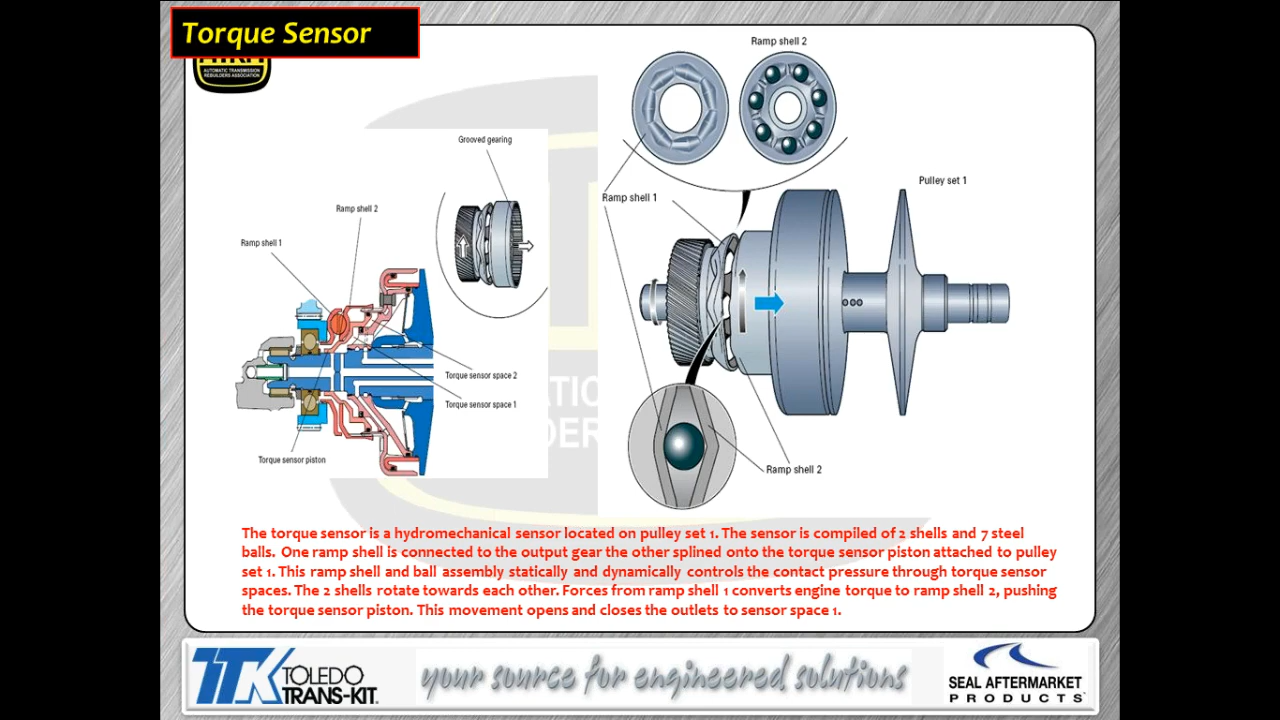 Torque Sensor
AUTOMATIC TRANSMISSION
REBUILDERS ASSOCIATION
Ramp shell 2
Grooved gearing
Pulley set 1
Ramp shell 1
Ramp shell 2
Ramp shell 1
Torque sensor space 2
Torque sensor space 1
Torque sensor piston
Ramp shell 2
The torque sensor is a hydromechanical sensor located on pulley set 1. The sensor is compiled of 2 shells and 7 steel
balls. One ramp shell is connected to the output gear the other splined onto the torque sensor piston attached to pulley
set 1. This ramp shell and ball assembly statically and dynamically controls the contact pressure through torque sensor
spaces. The 2 shells rotate towards each other. Forces from ramp shell 1 converts engine torque to ramp shell 2, pushing
the torque sensor piston. This movement opens and closes the outlets to sensor space 1.
TTK TOLEDO
TRANS-KIT.
your source for engineered solutions
SEAL AFTERMARKET
PRODUCTS